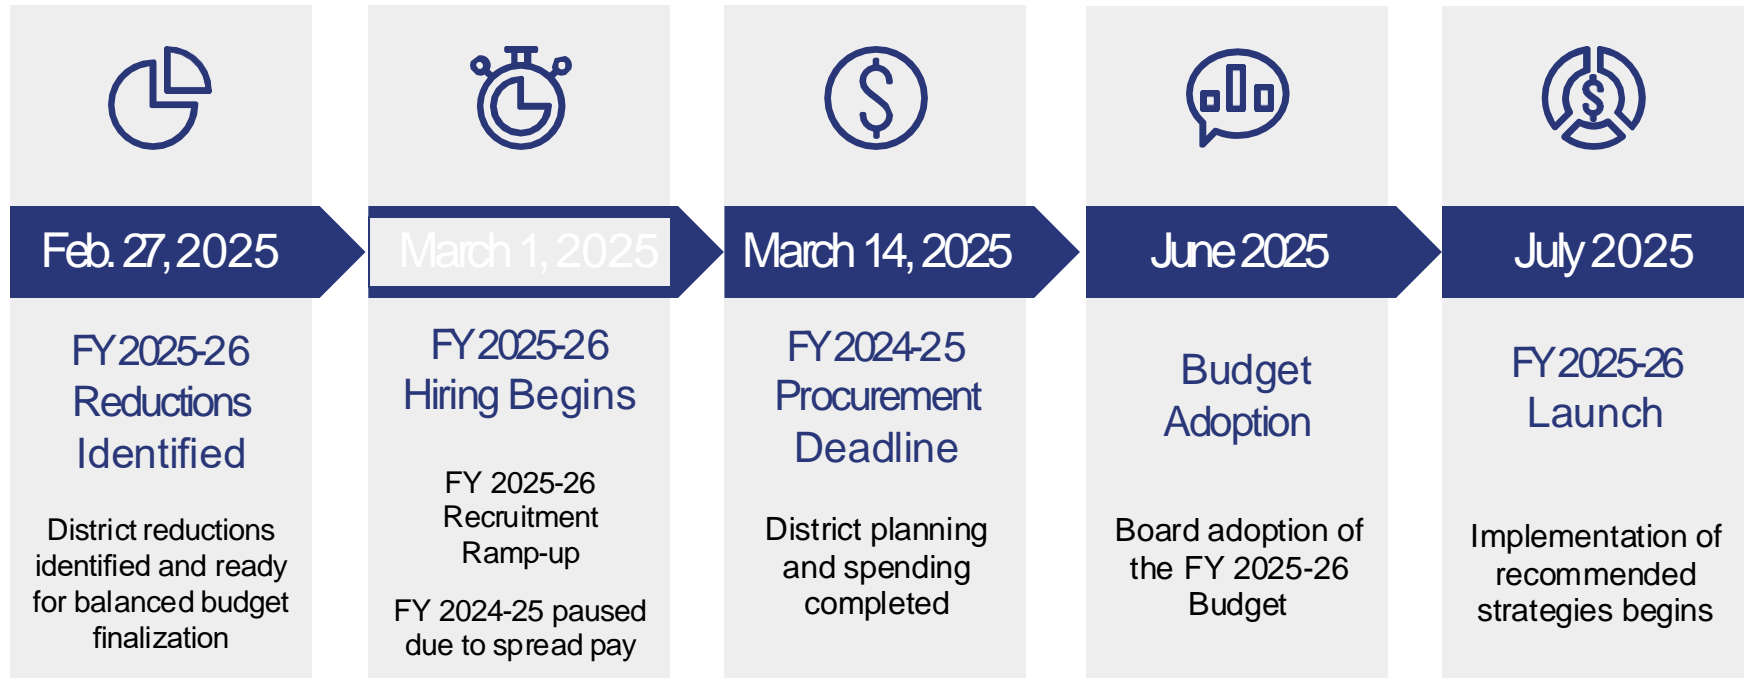 Feb. 27, 2025
FY 2025-26
Reductions
Identified
District reductions
identified and ready
for balanced budget
finalization
March 1, 2025
FY 2025-26
Hiring Begins
FY 2025-26
Recruitment
Ramp-up
FY 2024-25 paused
due to spread pay
March 14, 2025
FY 2024-25
Procurement
Deadline
District planning
and spending
completed
June 2025
Budget
Adoption
Board adoption of
the FY 2025-26
Budget
July 2025
FY 2025-26
Launch
Implementation of
recommended
strategies begins